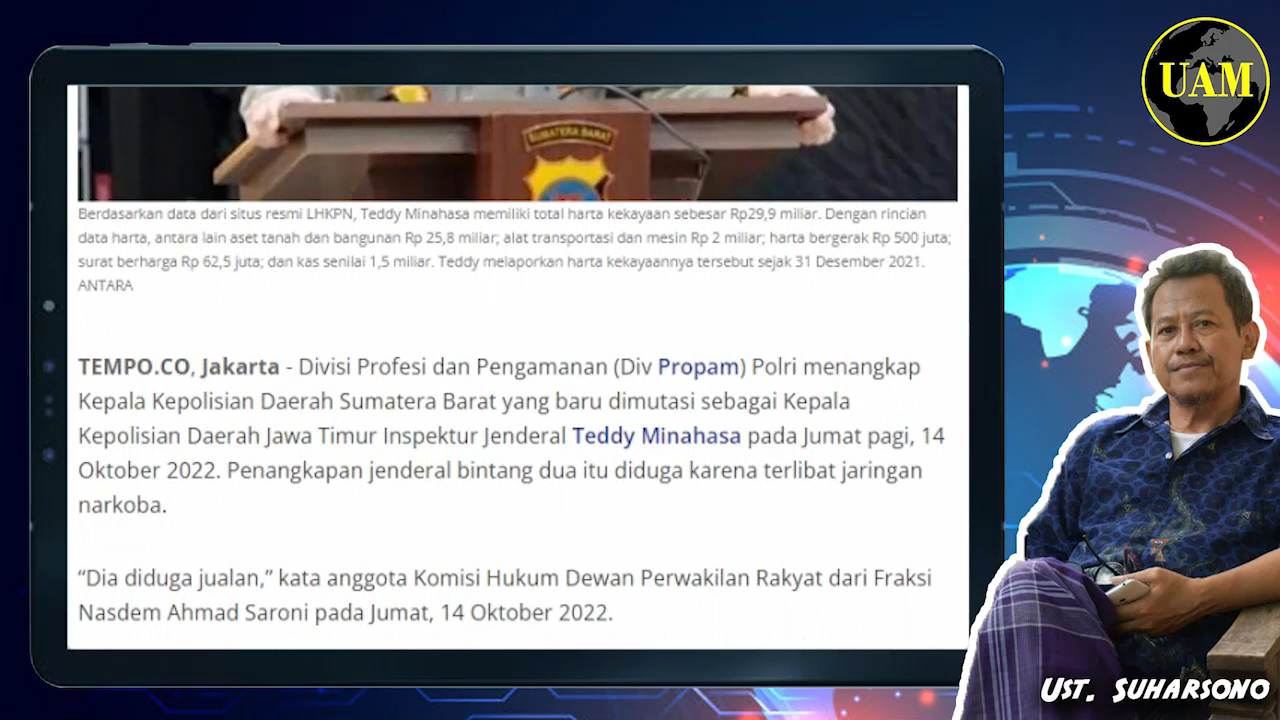 UAM
SUMATERA BARAT
Berdasarkan data dari situs resmi LHKPN, Teddy Minahasa memiliki total harta kekayaan sebesar Rp29,9 miliar. Dengan rincian
data harta, antara lain aset tanah dan bangunan Rp 25,8 miliar; alat transportasi dan mesin Rp 2 miliar; harta bergerak Rp 500 juta;
surat berharga Rp 62,5 juta; dan kas senilai 1,5 miliar. Teddy melaporkan harta kekayaannya tersebut sejak 31 Desember 2021.
ANTARA
TEMPO.CO, Jakarta - Divisi Profesi dan Pengamanan (Div Propam) Polri menangkap
Kepala Kepolisian Daerah Sumatera Barat yang baru dimutasi sebagai Kepala
Kepolisian Daerah Jawa Timur Inspektur Jenderal Teddy Minahasa pada Jumat pagi, 14
Oktober 2022. Penangkapan jenderal bintang dua itu diduga karena terlibat jaringan
narkoba.
“Dia diduga jualan,” kata anggota Komisi Hukum Dewan Perwakilan Rakyat dari Fraksi
Nasdem Ahmad Saroni pada Jumat, 14 Oktober 2022.
UST. SUHARSONO